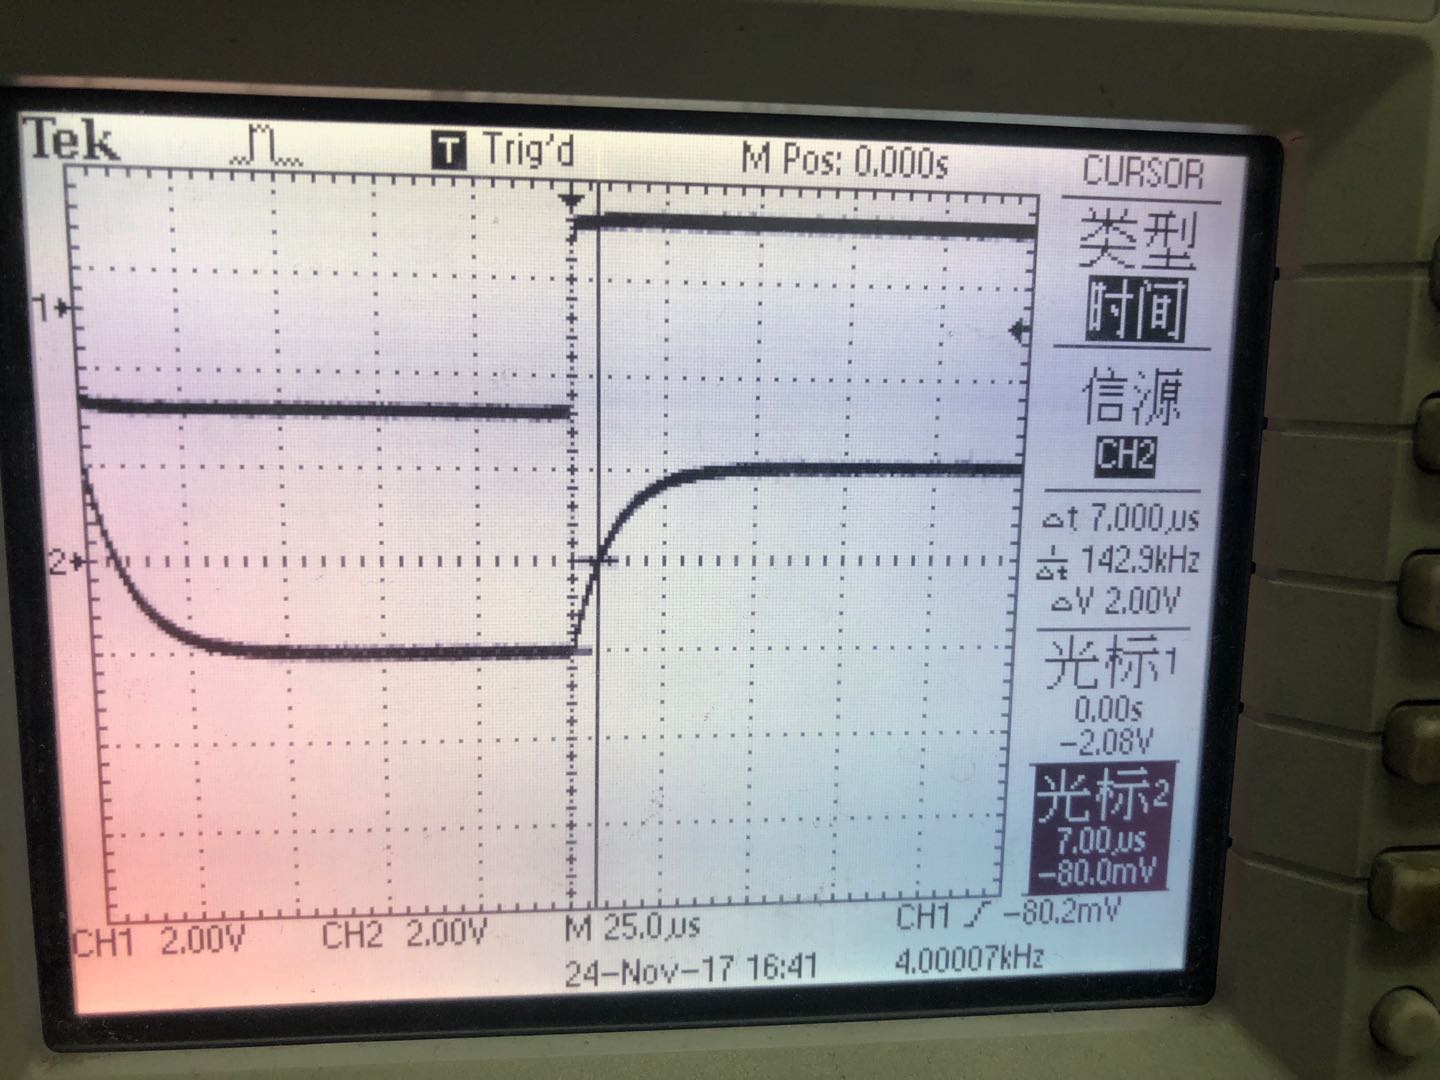 Tek T Trig'd M Pos: 0.000s CURSOR
类型
时间
1
信源
CH2
△t 7.000µs
1/△t 142.9kHz
△V 2.00V
2
光标1
0.00s
-2.08V
光标2
7.00µs
-80.0mV
CH1 2.00V CH2 2.00V M 25.0µs CH1 -80.2mV
24-Nov-17 16:41 4.00007kHz